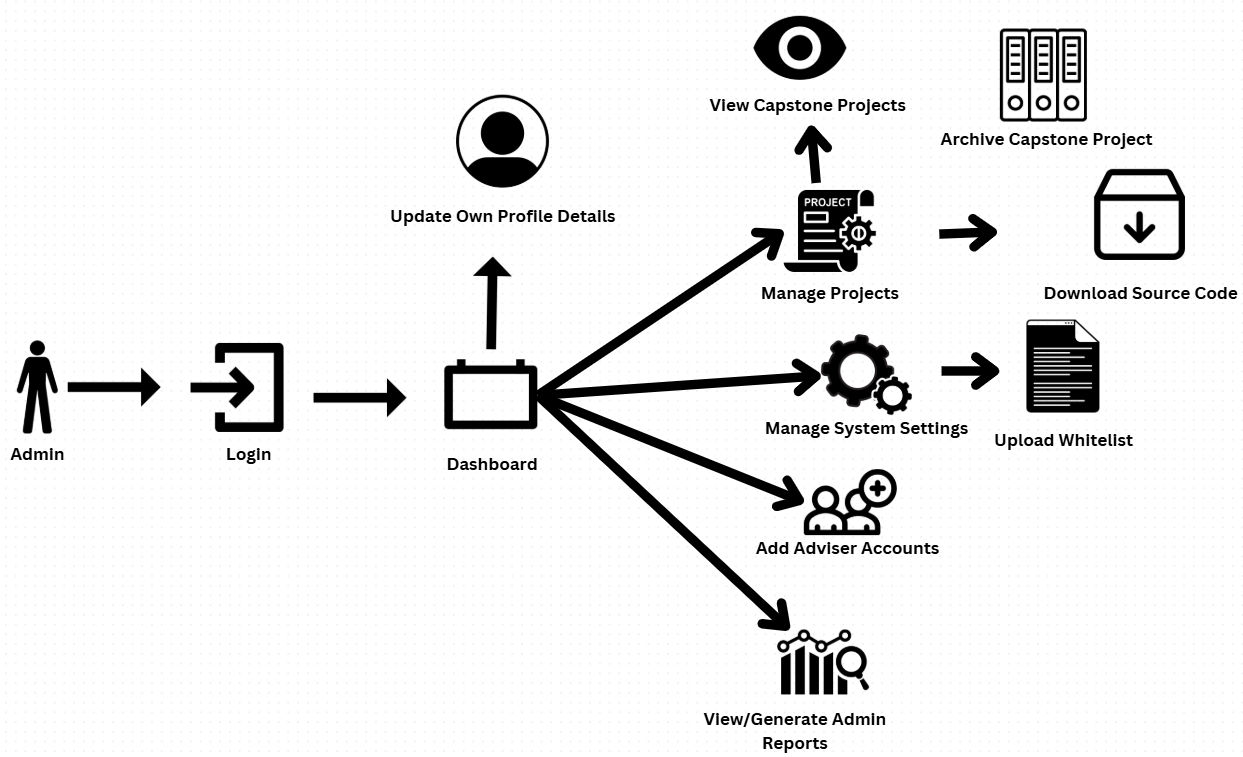 View Capstone Projects
Archive Capstone Project
PROJECT
Update Own Profile Details
Manage Projects
Download Source Code
Admin
Login
Dashboard
Manage System Settings
Upload Whitelist
Add Adviser Accounts
View/Generate Admin
Reports